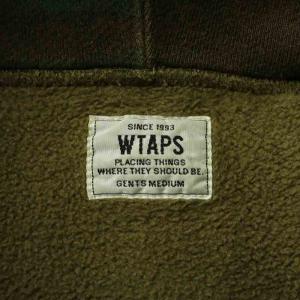 SINCE 1993
WTAPS
PLACING THINGS
WHERE THEY SHOULD BE.
GENTS MEDIUM